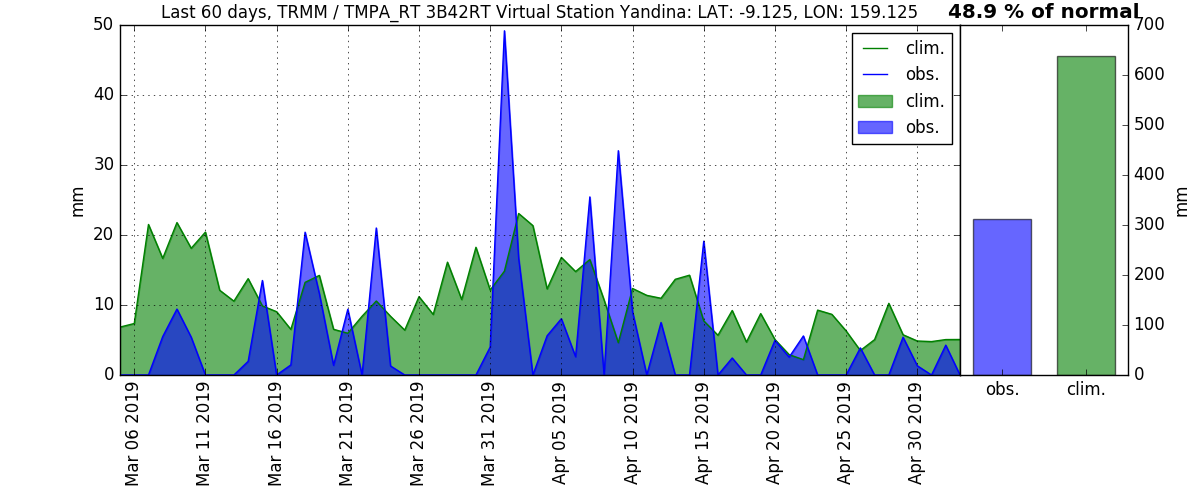 Last 60 days, TRMM / TMPA_RT 3B42RT Virtual Station Yandina: LAT: -9.125, LON: 159.125
48.9 % of normal
50
40
30
20
10
0
mm
clim.
obs.
clim.
obs.
700
600
500
400
300
200
100
0
mm
obs.
clim.
Mar 06 2019
Mar 11 2019
Mar 16 2019
Mar 21 2019
Mar 26 2019
Mar 31 2019
Apr 05 2019
Apr 10 2019
Apr 15 2019
Apr 20 2019
Apr 25 2019
Apr 30 2019